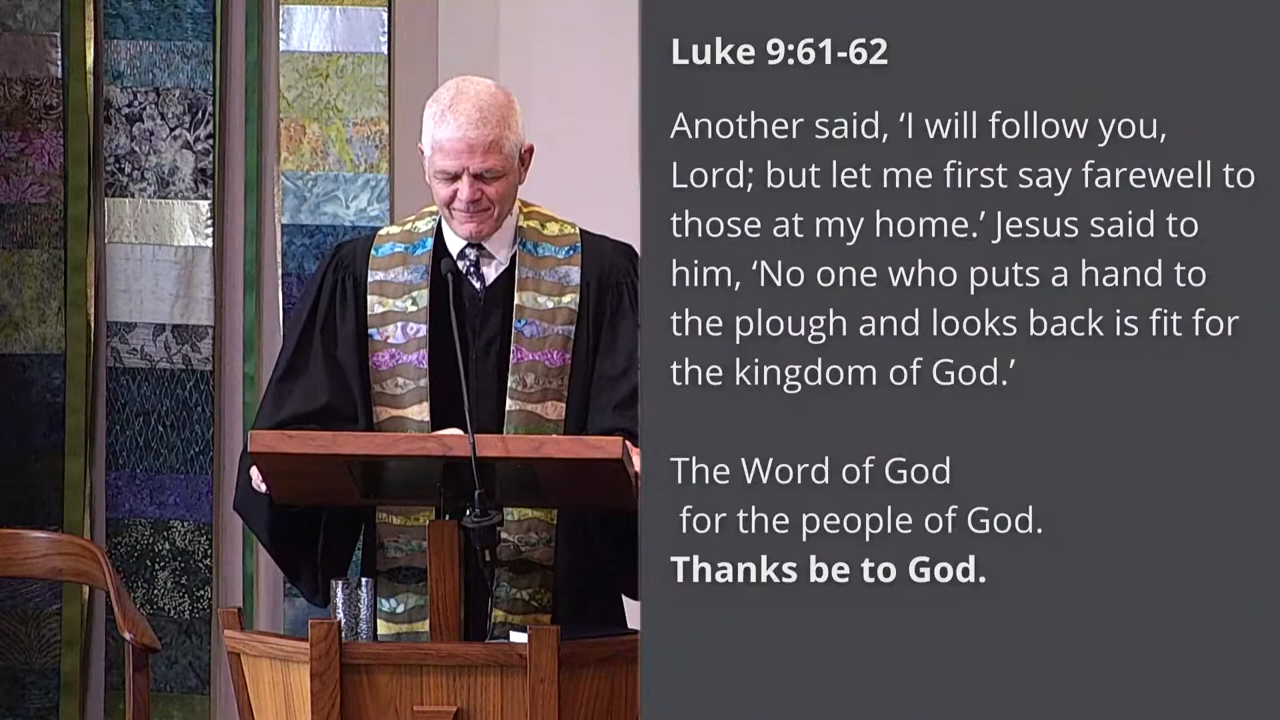 Luke 9:61-62
Another said, ‘I will follow you,
Lord; but let me first say farewell to
those at my home.’ Jesus said to
him, ‘No one who puts a hand to
the plough and looks back is fit for
the kingdom of God.’
The Word of God
for the people of God.
Thanks be to God.